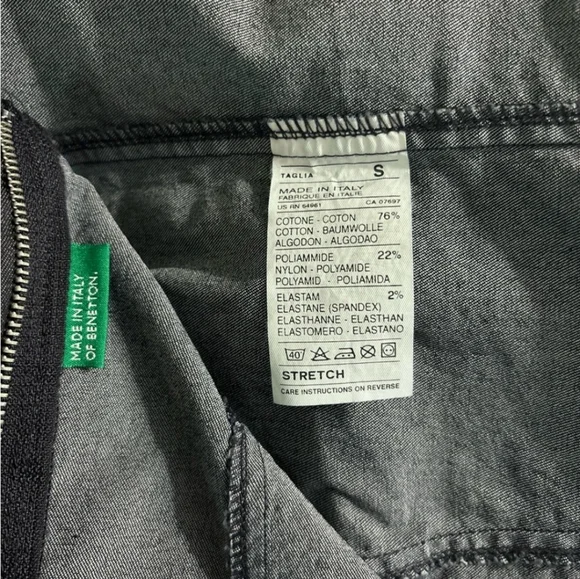 TAGLIA S
MADE IN ITALY
FABRIQUE EN ITALIE
US RN 64961 CA 07697
COTONE - COTON 76%
COTTON - BAUMWOLLE
ALGODON - ALGODAO
POLIAMMIDE 22%
NYLON - POLYAMIDE
POLYAMID - POLIAMIDA
ELASTAM 2%
ELASTANE (SPANDEX)
ELASTHANNE - ELASTHAN
ELASTOMERO - ELASTANO
40°
STRETCH
CARE INSTRUCTIONS ON REVERSE
MADE IN ITALY
OF BENETTON.